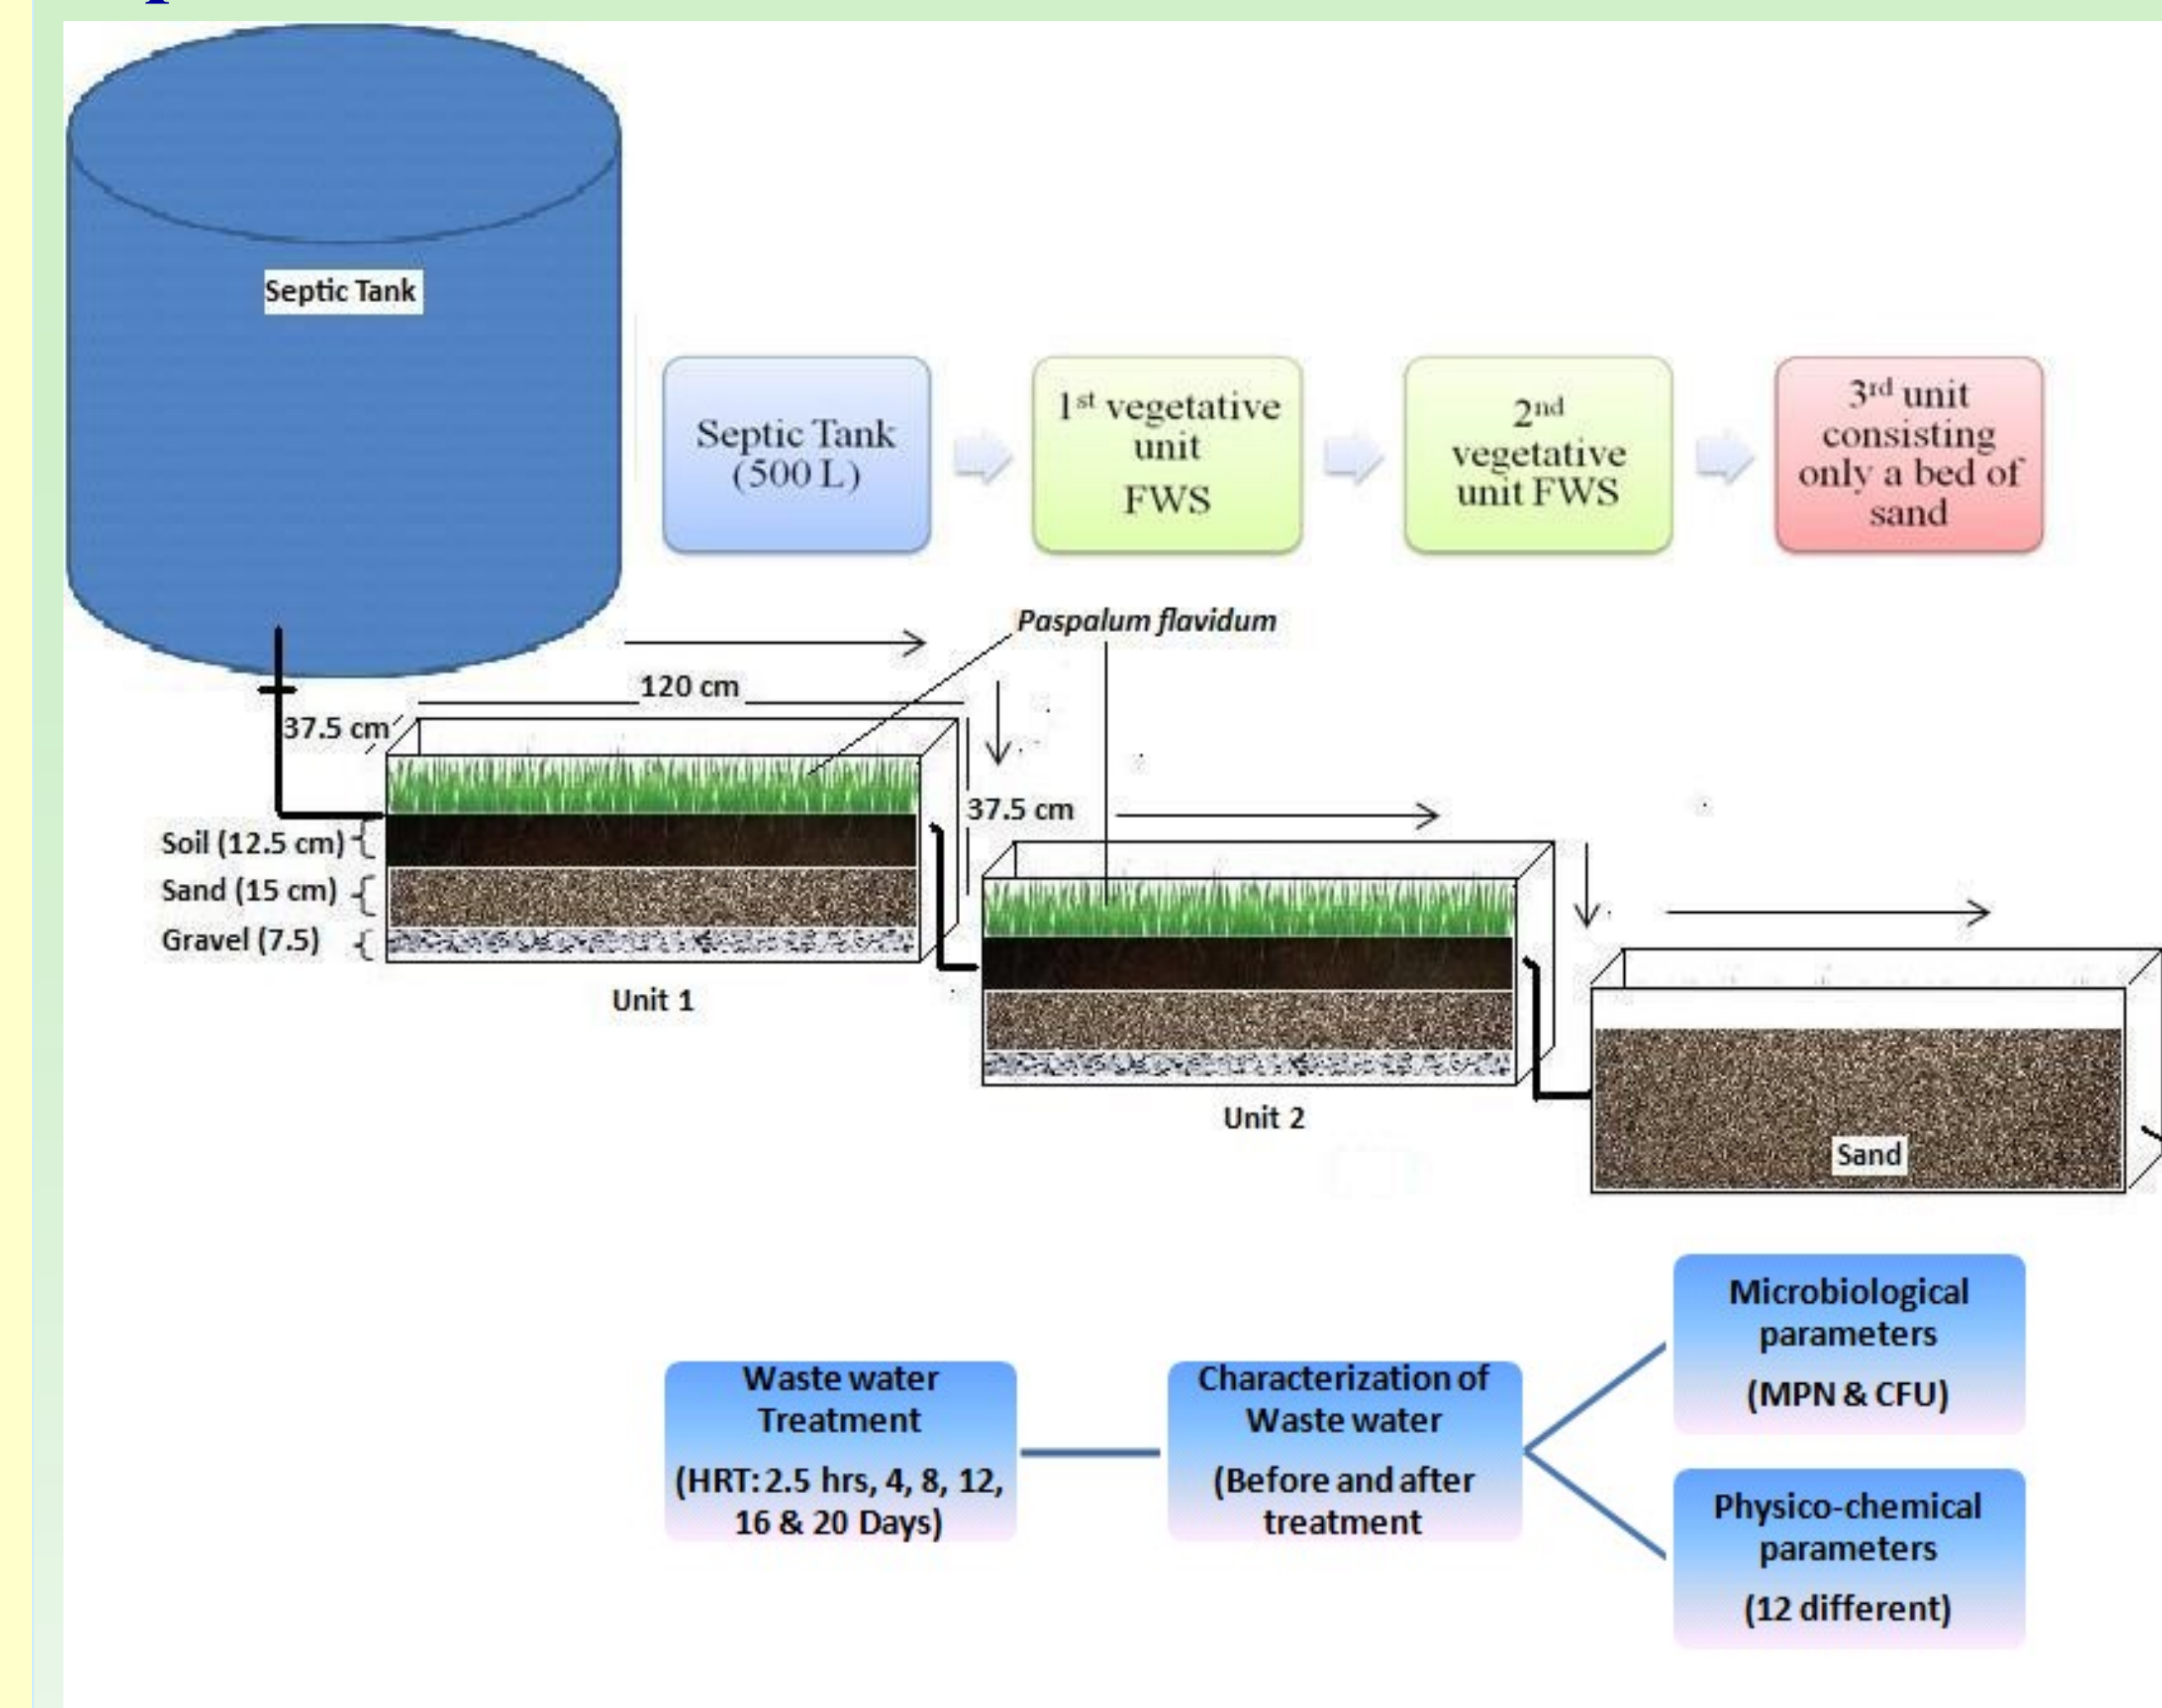 Septic Tank
Septic Tank
(500 L)
1st vegetative
unit
FWS
2nd
vegetative
unit FWS
3rd unit
consisting
only a bed of
sand
Paspalum flavidum
120 cm
37.5 cm
37.5 cm
Soil (12.5 cm)
Sand (15 cm)
Gravel (7.5)
Unit 1
Unit 2
Sand
Waste water
Treatment
(HRT: 2.5 hrs, 4, 8, 12,
16 & 20 Days)
Characterization of
Waste water
(Before and after
treatment
Microbiological
parameters
(MPN & CFU)
Physico-chemical
parameters
(12 different)